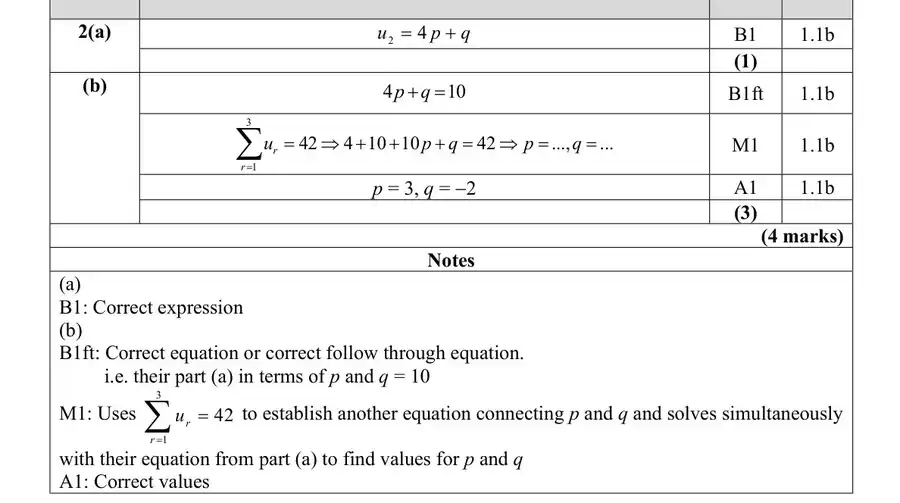 2(a) u₂ = 4p + q B1 1.1b
(1)
(b) 4p + q = 10 B1ft 1.1b
∑_{r=1}^{3} u_r = 42 ⇒ 4 + 10 + 10p + q = 42 ⇒ p = ..., q = ... M1 1.1b
p = 3, q = –2 A1 1.1b
(3)
(4 marks)
Notes
(a)
B1: Correct expression
(b)
B1ft: Correct equation or correct follow through equation.
i.e. their part (a) in terms of p and q = 10
M1: Uses ∑_{r=1}^{3} u_r = 42 to establish another equation connecting p and q and solves simultaneously
with their equation from part (a) to find values for p and q
A1: Correct values